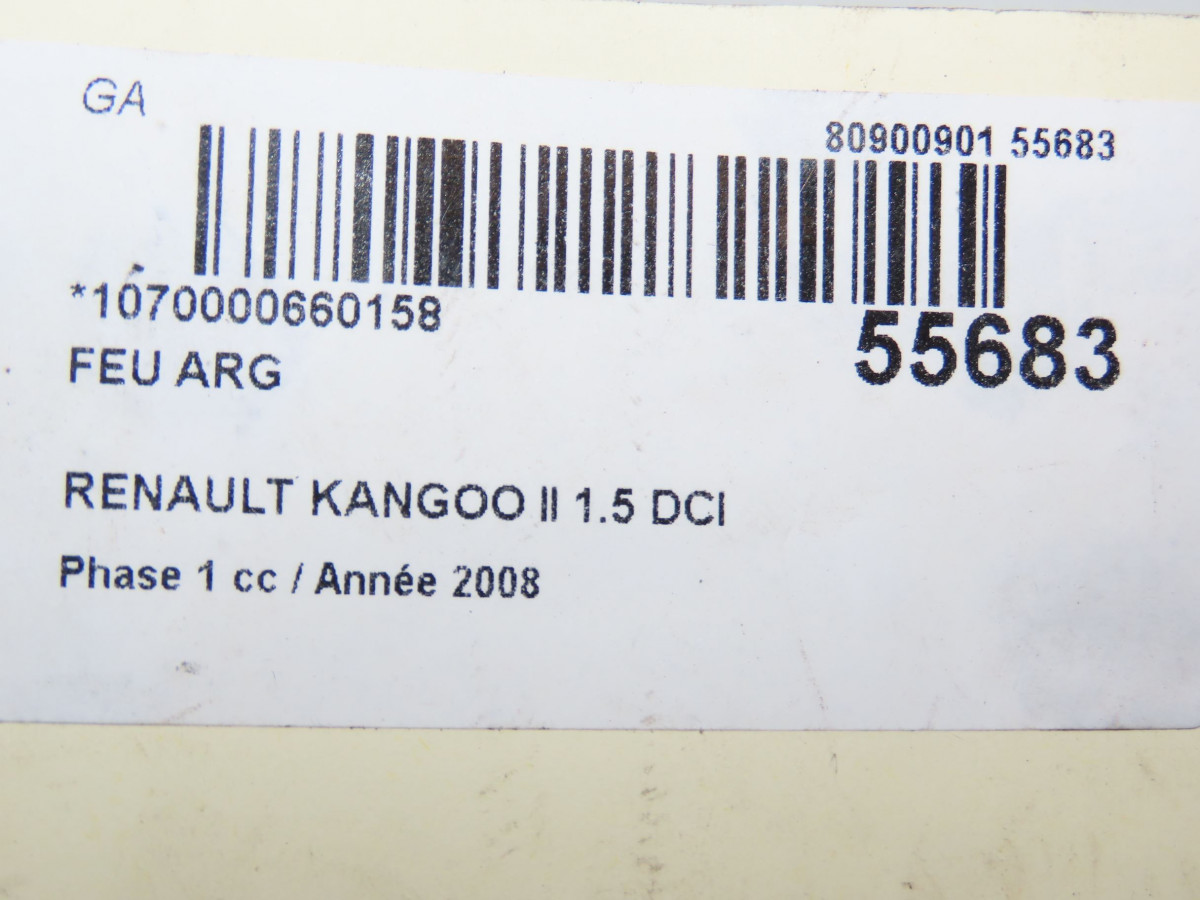 GA
80900901 55683
*1070000660158
55683
FEU ARG
RENAULT KANGOO II 1.5 DCI
Phase 1 cc / Année 2008